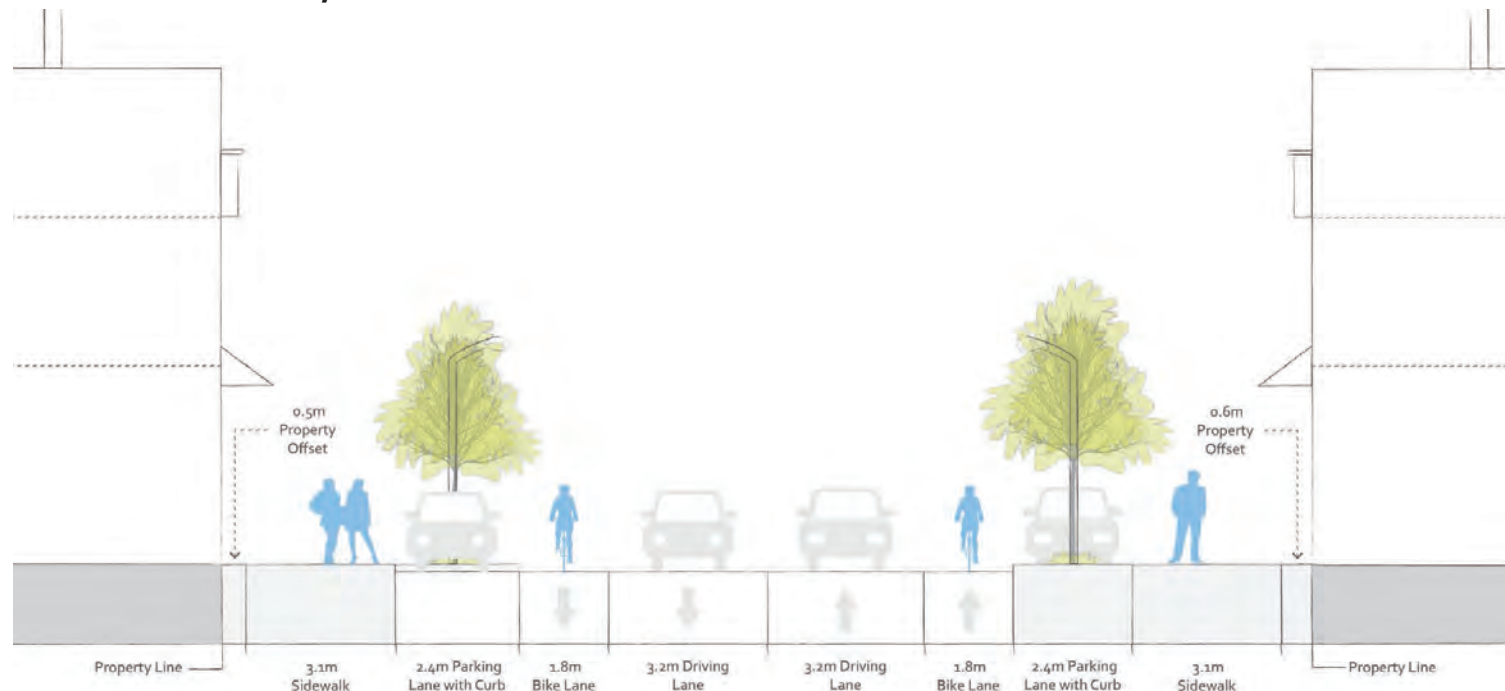 0.5m
Property
Offset
0.6m
Property
Offset
Property Line
3.1m
Sidewalk
2.4m Parking
Lane with Curb
1.8m
Bike Lane
3.2m Driving
Lane
3.2m Driving
Lane
1.8m
Bike Lane
2.4m Parking
Lane with Curb
3.1m
Sidewalk
Property Line